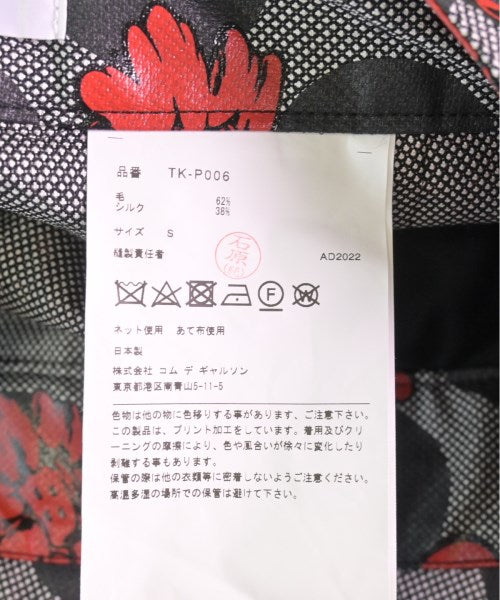 品番 TK-P006
毛 62%
シルク 38%
サイズ S
縫製責任者 石原 AD2022
F W
ネット使用 あて布使用
日本製
株式会社 コム デ ギャルソン
東京都港区南青山5-11-5
色物は他の物に色移りする事があります、ご注意下さい。
この製品は、プリント加工をしています。着用及びクリ
ーニングの摩擦により、色や風合いが徐々に変化したり
剥離する事もあります。
保管の際は他の衣類等に密着しないようご注意ください。
高温多湿の場所での保管は避けて下さい。